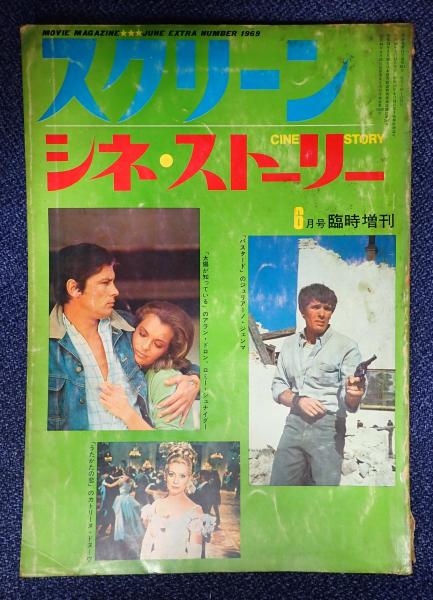 MOVIE MAGAZINE★★★JUNE EXTRA NUMBER 1969
スクリーン
CINE STORY
シネ・ストーリー
6月号臨時増刊
「太陽が知っている」のアラン・ドロン、ロミー・シュナイダー
「バスタード」のジュリアーノ・ジェンマ
「うたかたの恋」のカトリーヌ・ドヌーヴ